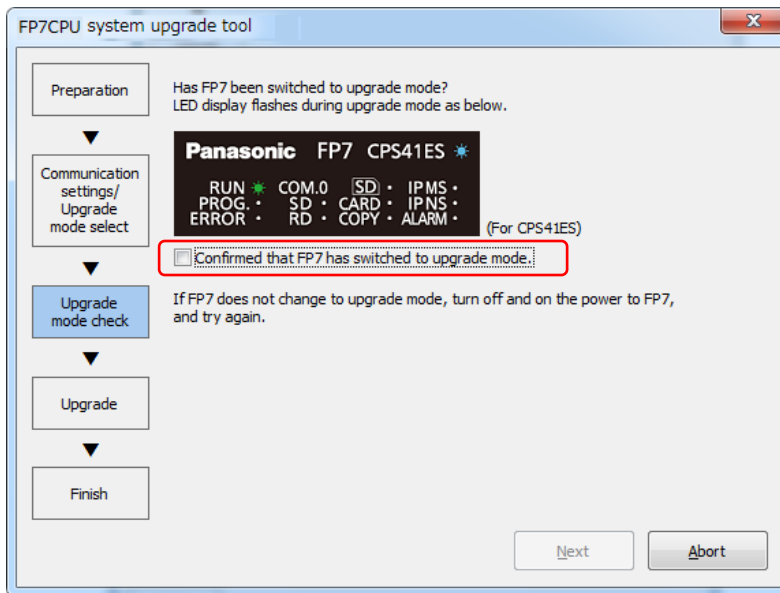 FP7CPU system upgrade tool
Preparation
Communication
settings/
Upgrade
mode select
Upgrade
mode check
Upgrade
Finish
Has FP7 been switched to upgrade mode?
LED display flashes during upgrade mode as below.
Panasonic FP7 CPS41ES
RUN COM.0 SD IPMS
PROG. SD CARD IPNS
ERROR RD COPY ALARM
(For CPS41ES)
Confirmed that FP7 has switched to upgrade mode.
If FP7 does not change to upgrade mode, turn off and on the power to FP7,
and try again.
Next
Abort